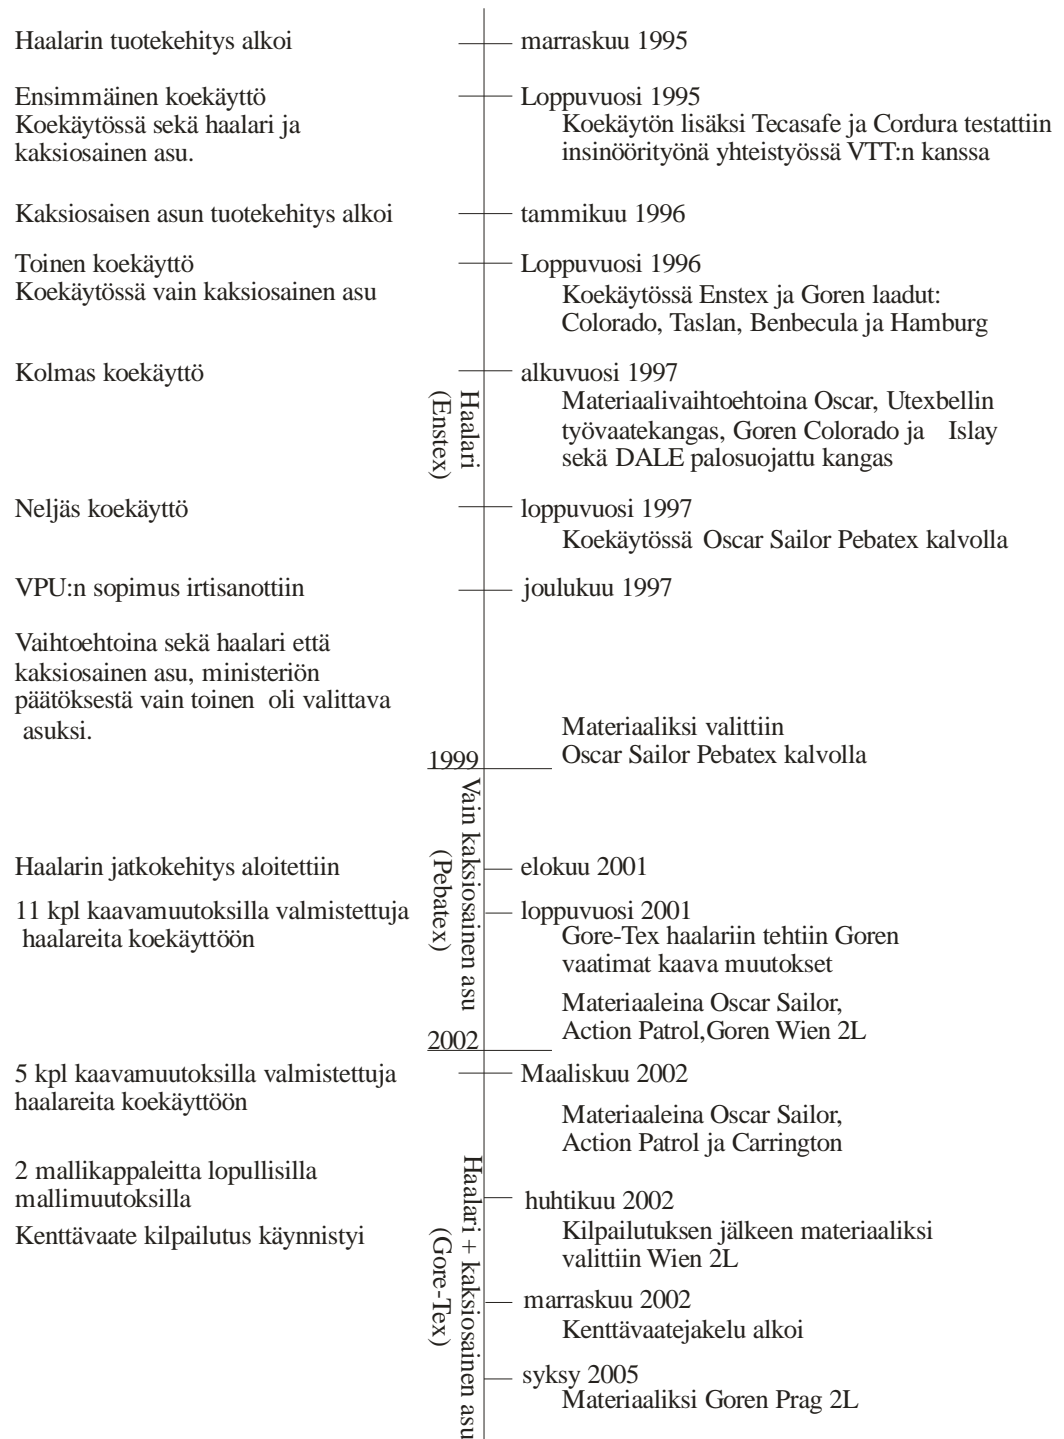 Haalarin tuotekehitys alkoi
marraskuu 1995
Ensimmäinen koekäyttö
Koekäytössä sekä haalari ja
kaksiosainen asu.
Loppuvuosi 1995
Koekäytön lisäksi Tecasafe ja Cordura testattiin
insinöörityönä yhteistyössä VTT:n kanssa
Kaksiosaisen asun tuotekehitys alkoi
tammikuu 1996
Toinen koekäyttö
Koekäytössä vain kaksiosainen asu
Loppuvuosi 1996
Koekäytössä Enstex ja Goren laadut:
Colorado, Taslan, Benbecula ja Hamburg
Kolmas koekäyttö
alkuvuosi 1997
Materiaalivaihtoehtoina Oscar, Utexbellin
työvaatekangas, Goren Colorado ja Islay
sekä DALE palosuojattu kangas
Haalari
(Enstex)
Neljäs koekäyttö
loppuvuosi 1997
Koekäytössä Oscar Sailor Pebatex kalvolla
VPU:n sopimus irtisanottiin
joulukuu 1997
Vaihtoehtoina sekä haalari että
kaksiosainen asu, ministeriön
päätöksestä vain toinen oli valittava
asuksi.
Materiaaliksi valittiin
Oscar Sailor Pebatex kalvolla
1999
Vain kaksiosainen asu
(Pebatex)
Haalarin jatkokehitys aloitettiin
elokuu 2001
11 kpl kaavamuutoksilla valmistettuja
haalareita koekäyttöön
loppuvuosi 2001
Gore-Tex haalariin tehtiin Goren
vaatimat kaava muutokset
Materiaaleina Oscar Sailor,
Action Patrol,Goren Wien 2L
2002
5 kpl kaavamuutoksilla valmistettuja
haalareita koekäyttöön
Maaliskuu 2002
Materiaaleina Oscar Sailor,
Action Patrol ja Carrington
2 mallikappaleitta lopullisilla
mallimuutoksilla
Kenttävaate kilpailutus käynnistyi
huhtikuu 2002
Kilpailutuksen jälkeen materiaaliksi
valittiin Wien 2L
Haalari + kaksiosainen asu
(Gore-Tex)
marraskuu 2002
Kenttävaatejakelu alkoi
syksy 2005
Materiaaliksi Goren Prag 2L